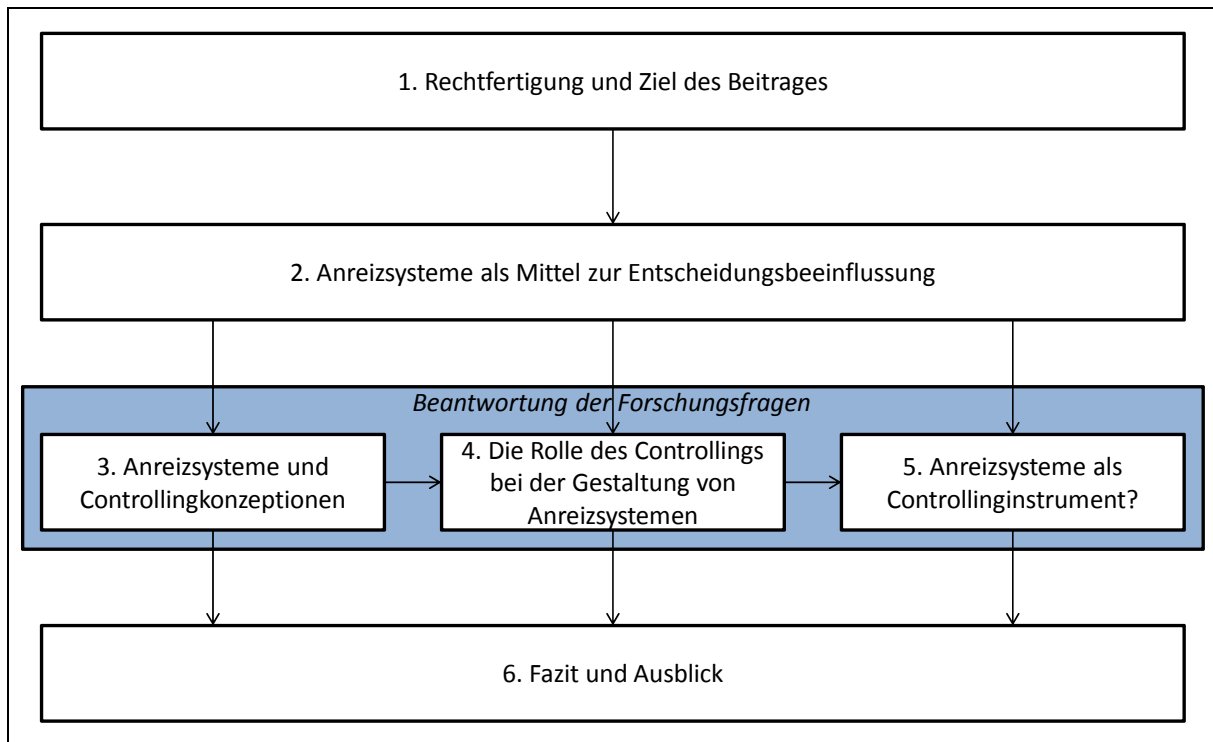 1. Rechtfertigung und Ziel des Beitrages
2. Anreizsysteme als Mittel zur Entscheidungsbeeinflussung
Beantwortung der Forschungsfragen
3. Anreizsysteme und
Controllingkonzeptionen
4. Die Rolle des Controllings
bei der Gestaltung von
Anreizsystemen
5. Anreizsysteme als
Controllinginstrument?
6. Fazit und Ausblick